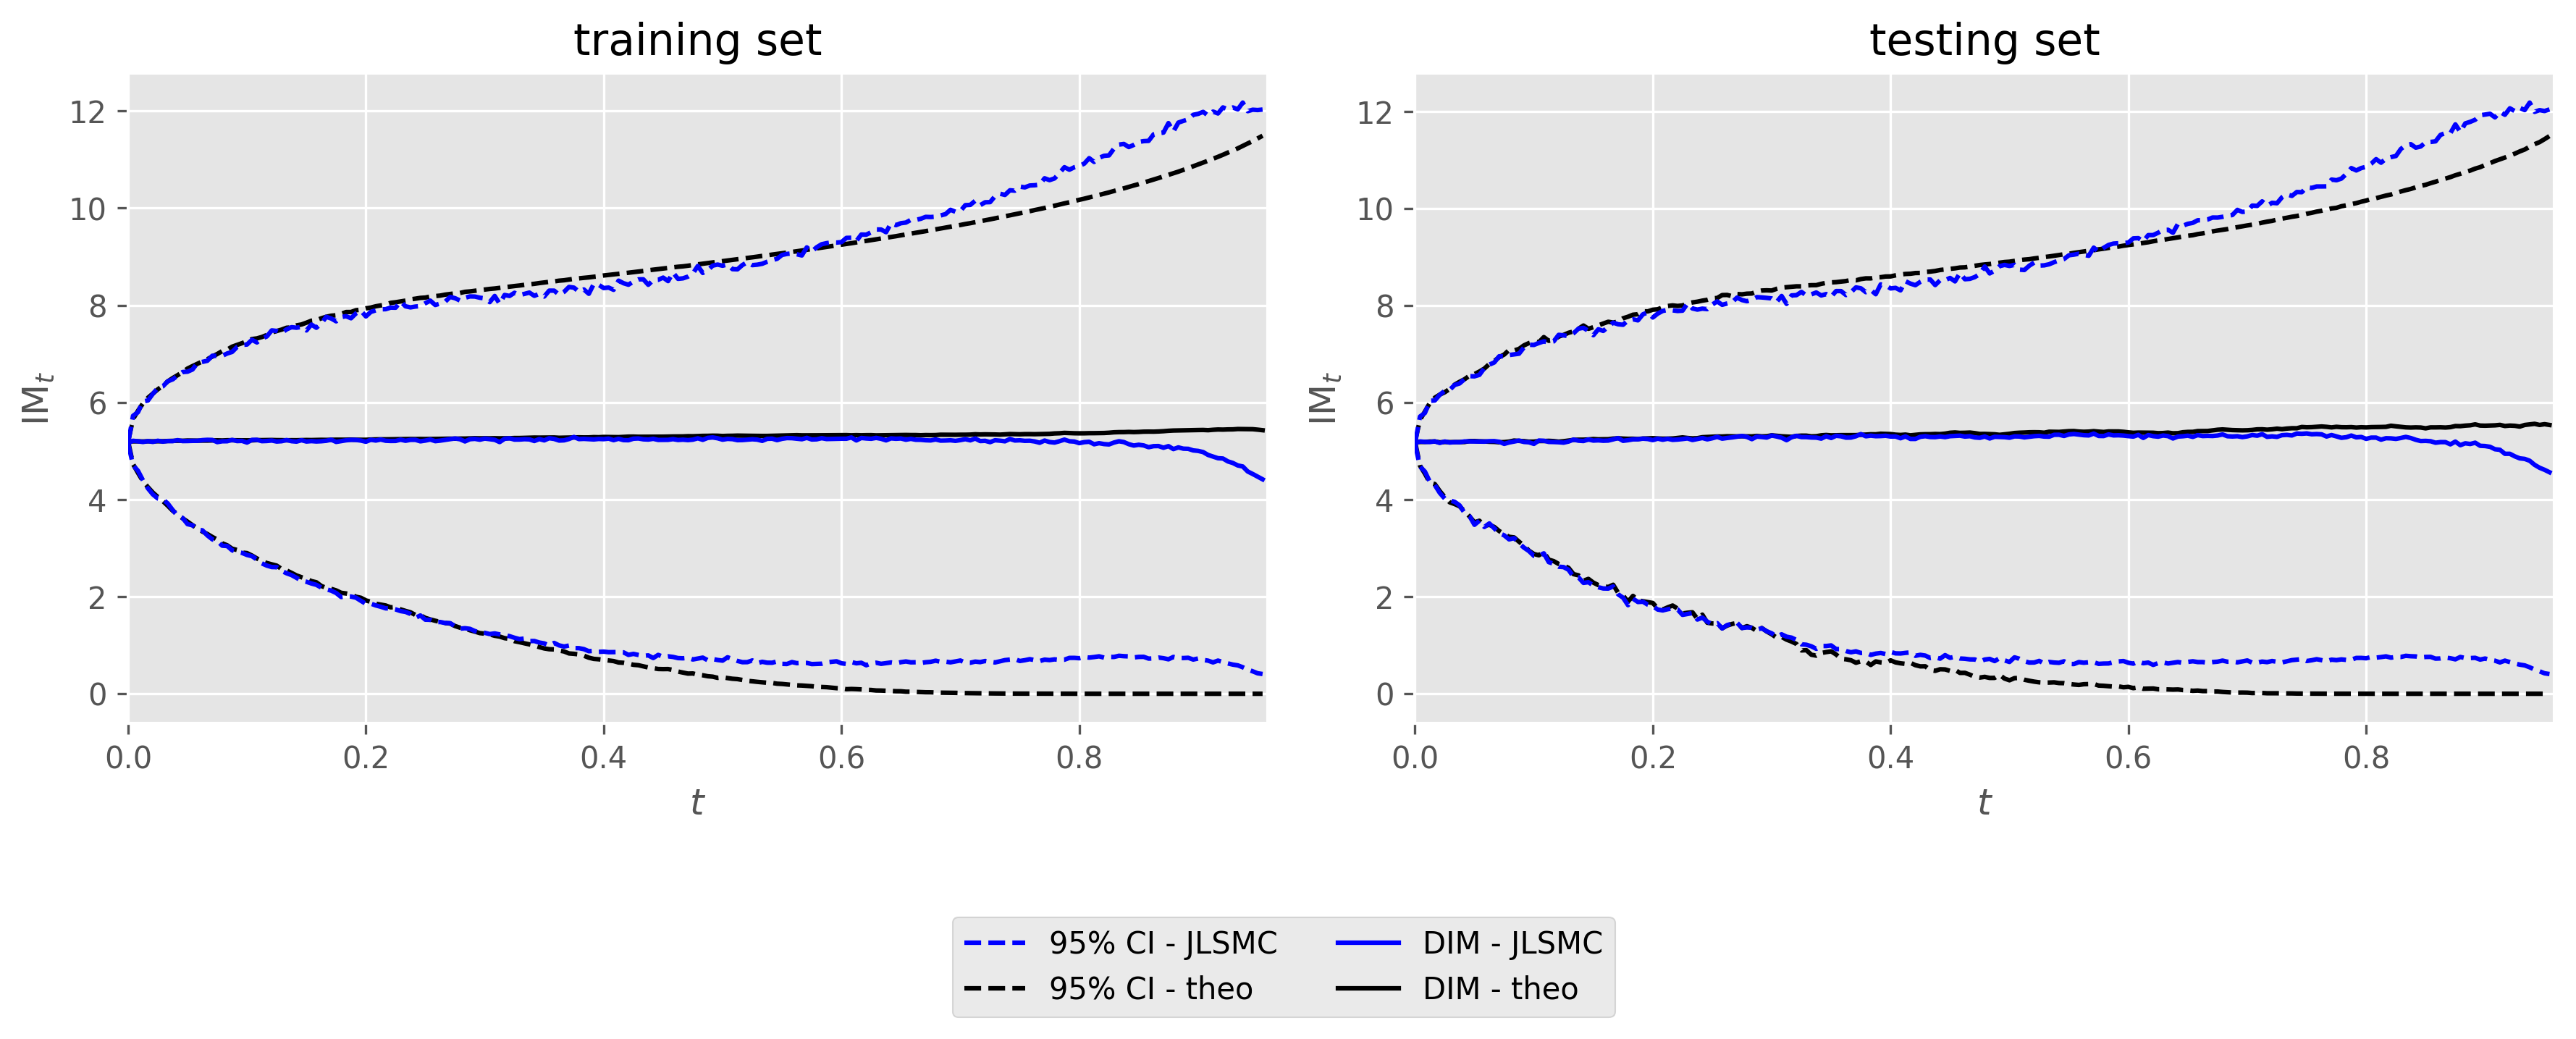 training set
testing set
12
10
8
6
4
2
0
IM_t
0.0 0.2 0.4 0.6 0.8
t
12
10
8
6
4
2
0
IM_t
0.0 0.2 0.4 0.6 0.8
t
95% CI - JLSMC
95% CI - theo
DIM - JLSMC
DIM - theo